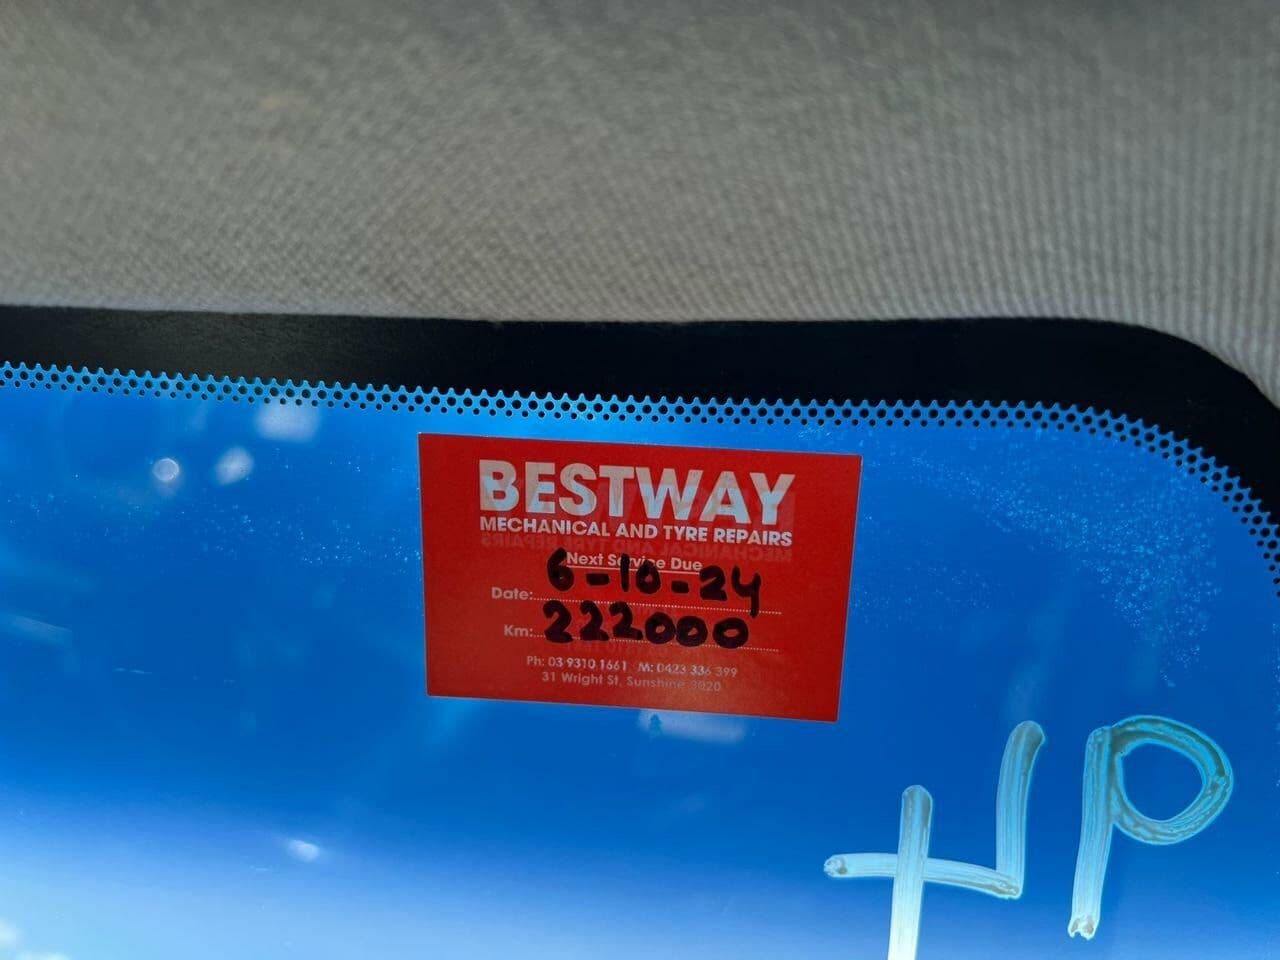 BESTWAY
MECHANICAL AND TYRE REPAIRS
Next Service Due
Date: 6-10-24
Km: 222000
Ph: 03 9310 1661 M: 0423 336 399
31 Wright St, Sunshine 3020